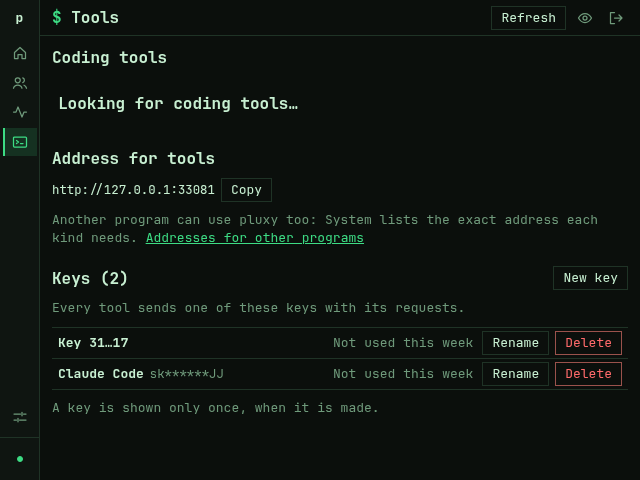 p
$ Tools
Refresh
Coding tools
Looking for coding tools…
Address for tools
http://127.0.0.1:33081 Copy
Another program can use pluxy too: System lists the exact address each
kind needs. Addresses for other programs
Keys (2)
New key
Every tool sends one of these keys with its requests.
Key 31…17 Not used this week Rename Delete
Claude Code sk******JJ Not used this week Rename Delete
A key is shown only once, when it is made.